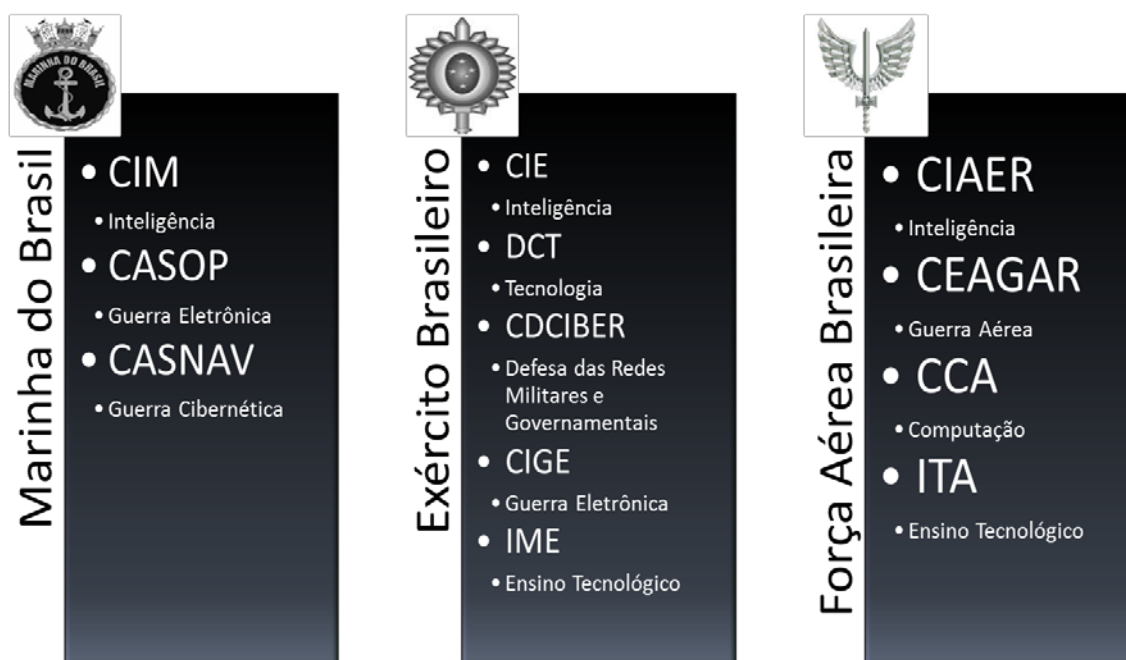 MARINHA DO BRASIL
Marinha do Brasil
• CIM
• Inteligência
• CASOP
• Guerra Eletrônica
• CASNAV
• Guerra Cibernética
Exército Brasileiro
• CIE
• Inteligência
• DCT
• Tecnologia
• CDCIBER
• Defesa das Redes
Militares e
Governamentais
• CIGE
• Guerra Eletrônica
• IME
• Ensino Tecnológico
Força Aérea Brasileira
• CIAER
• Inteligência
• CEAGAR
• Guerra Aérea
• CCA
• Computação
• ITA
• Ensino Tecnológico